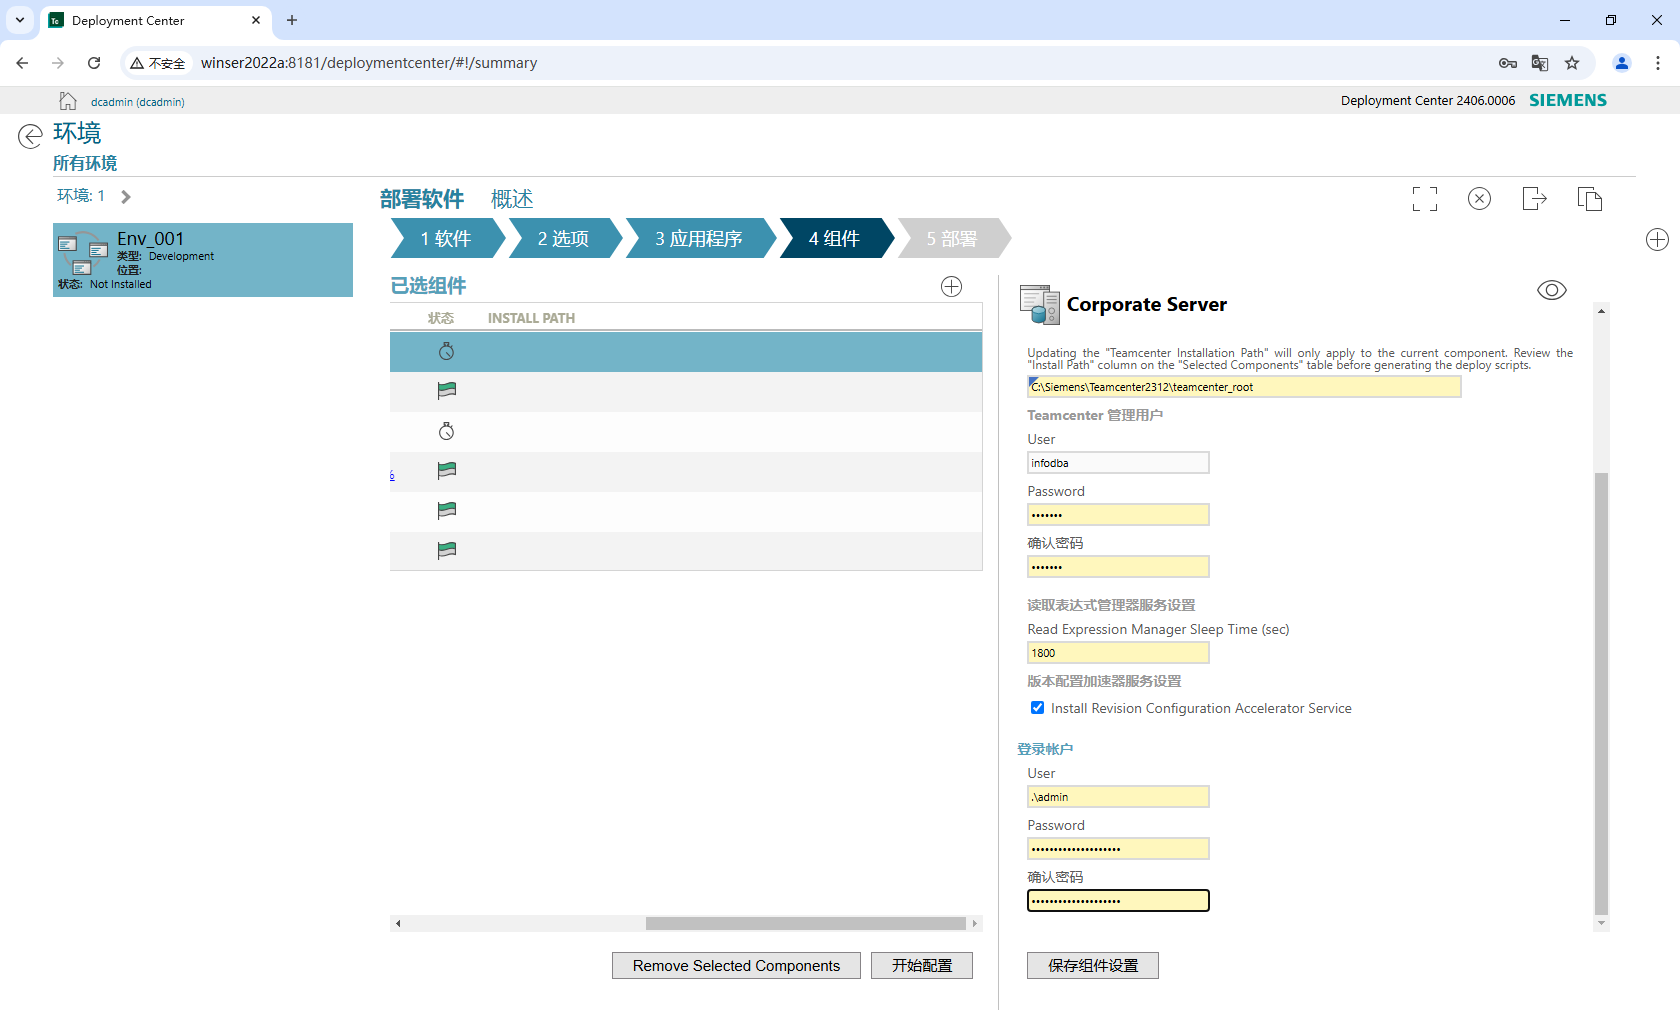 Deployment Center
不安全
winser2022a:8181/deploymentcenter/#!/summary
dcadmin (dcadmin)
Deployment Center 2406.0006 SIEMENS
环境
所有环境
环境: 1
部署软件 概述
Env_001
类型: Development
位置:
状态: Not Installed
1 软件 2 选项 3 应用程序 4 组件 5 部署
已选组件
状态 INSTALL PATH
Corporate Server
Updating the "Teamcenter Installation Path" will only apply to the current component. Review the
"Install Path" column on the "Selected Components" table before generating the deploy scripts.
C:\Siemens\Teamcenter2312\teamcenter_root
Teamcenter 管理用户
User
infodba
Password
•••••••
确认密码
•••••••
读取表达式管理器服务设置
Read Expression Manager Sleep Time (sec)
1800
版本配置加速器服务设置
Install Revision Configuration Accelerator Service
登录帐户
User
.\admin
Password
••••••••••••••••••••
确认密码
••••••••••••••••••••
Remove Selected Components 开始配置 保存组件设置